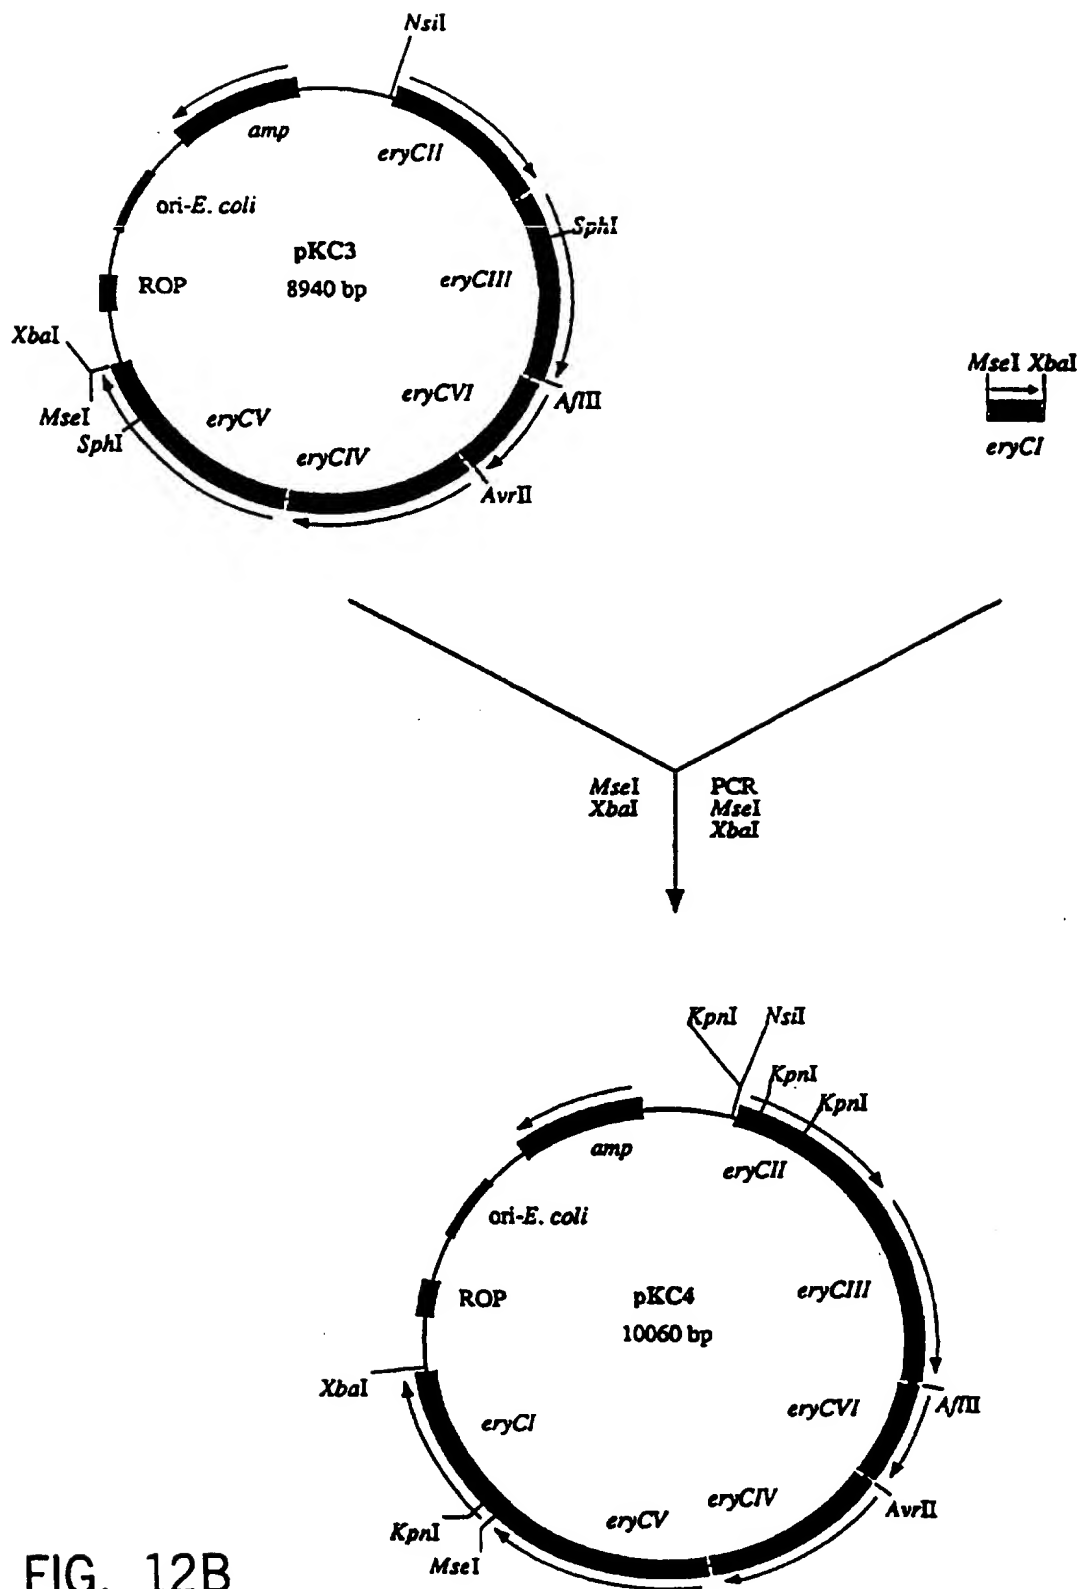 NsiI
amp
eryCII
ori-E. coli
SphI
pKC3
8940 bp
eryCIII
ROP
XbaI
MseI XbaI
eryCVI
AflII
MseI
eryCV
SphI
eryCI
eryCIV
AvrII
MseI
XbaI
PCR
MseI
XbaI
KpnI
NsiI
KpnI
KpnI
amp
eryCII
ori-E. coli
eryCIII
ROP
pKC4
10060 bp
XbaI
AflII
eryCVI
eryCI
eryCIV
AvrII
eryCV
KpnI
MseI
FIG. 12B